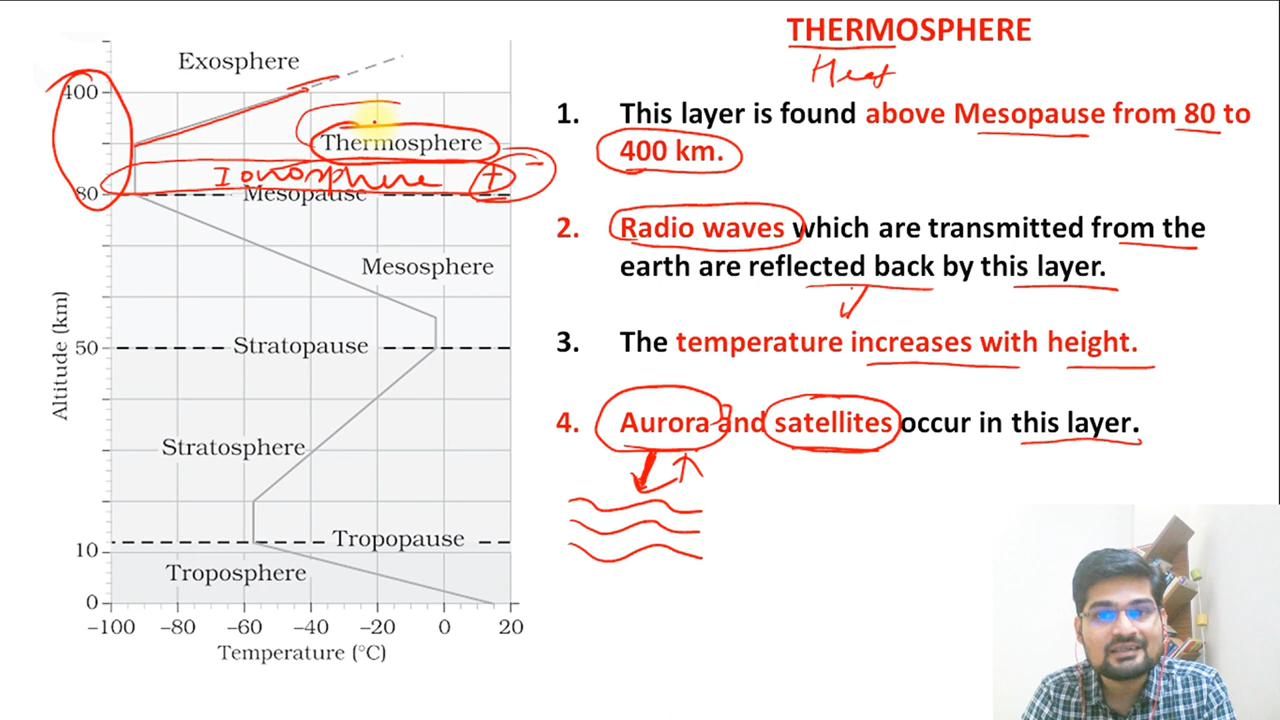 THERMOSPHERE
Heat
Exosphere
400
Thermosphere
Ionosphere + −
80
Mesopause
Mesosphere
Altitude (km)
50
Stratopause
Stratosphere
Tropopause
10
Troposphere
0
−100 −80 −60 −40 −20 0 20
Temperature (°C)
1. This layer is found above Mesopause from 80 to
400 km.
2. Radio waves which are transmitted from the
earth are reflected back by this layer.
3. The temperature increases with height.
4. Aurora and satellites occur in this layer.